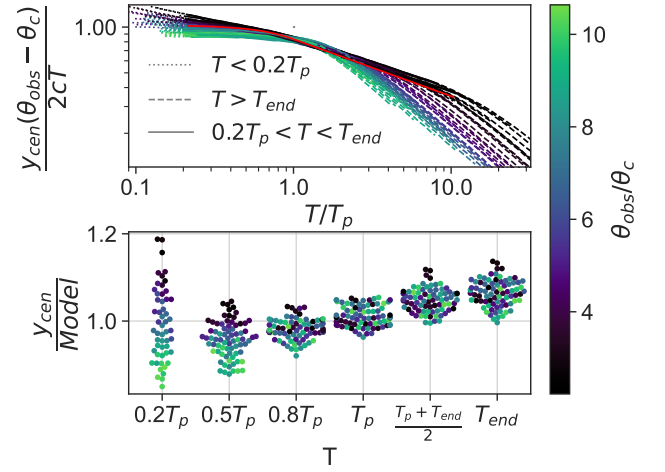 y_cen(θ_obs − θ_c)
2cT
1.00
T < 0.2T_p
T > T_end
0.2T_p < T < T_end
0.1
1.0
10.0
T/T_p
y_cen
Model
1.2
1.0
0.2T_p
0.5T_p
0.8T_p
T_p
T_p + T_end
2
T_end
T
10
8
6
4
θ_obs/θ_c